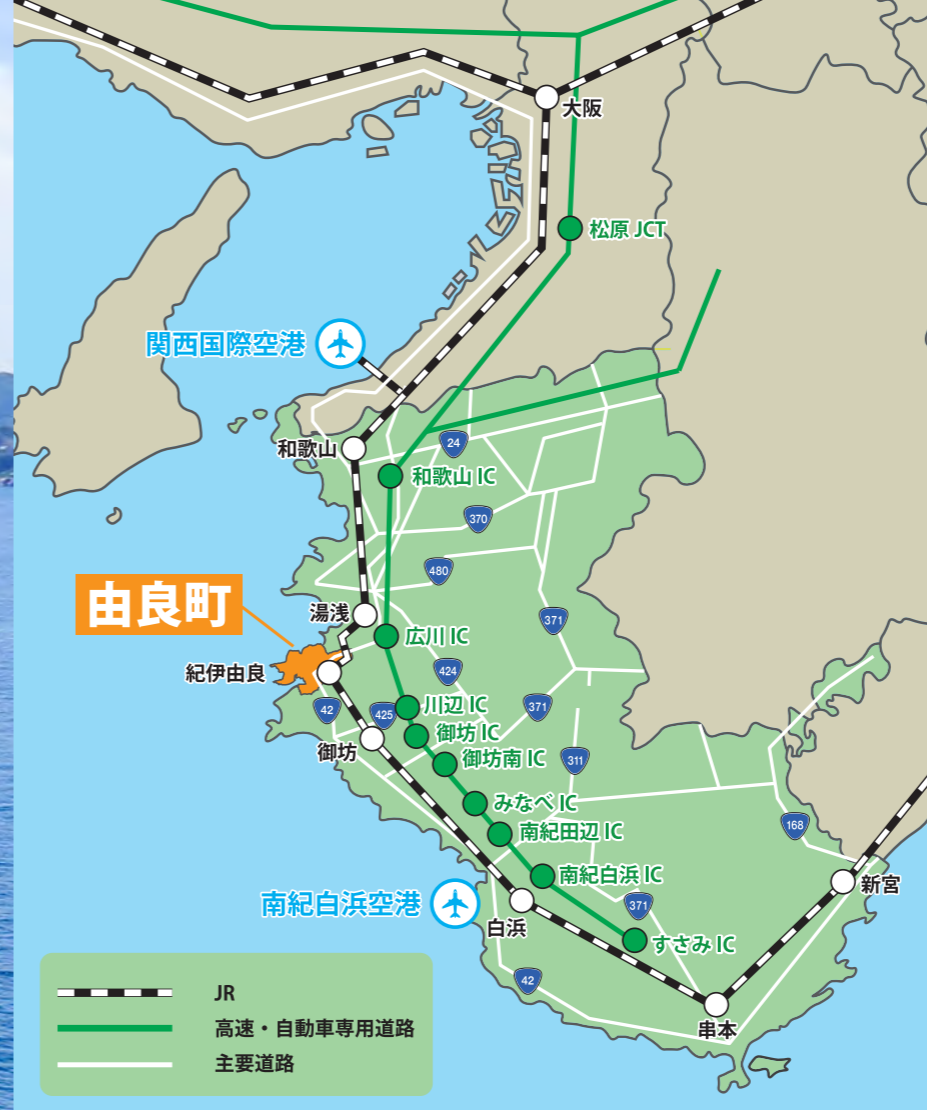 大阪
松原 JCT
関西国際空港
和歌山
24
和歌山 IC
370
480
由良町
湯浅
広川 IC
371
紀伊由良
424
42
425
川辺 IC
371
御坊
御坊 IC
御坊南 IC
311
みなべ IC
南紀田辺 IC
168
南紀白浜 IC
新宮
南紀白浜空港
371
白浜
すさみ IC
42
串本
JR
高速・自動車専用道路
主要道路